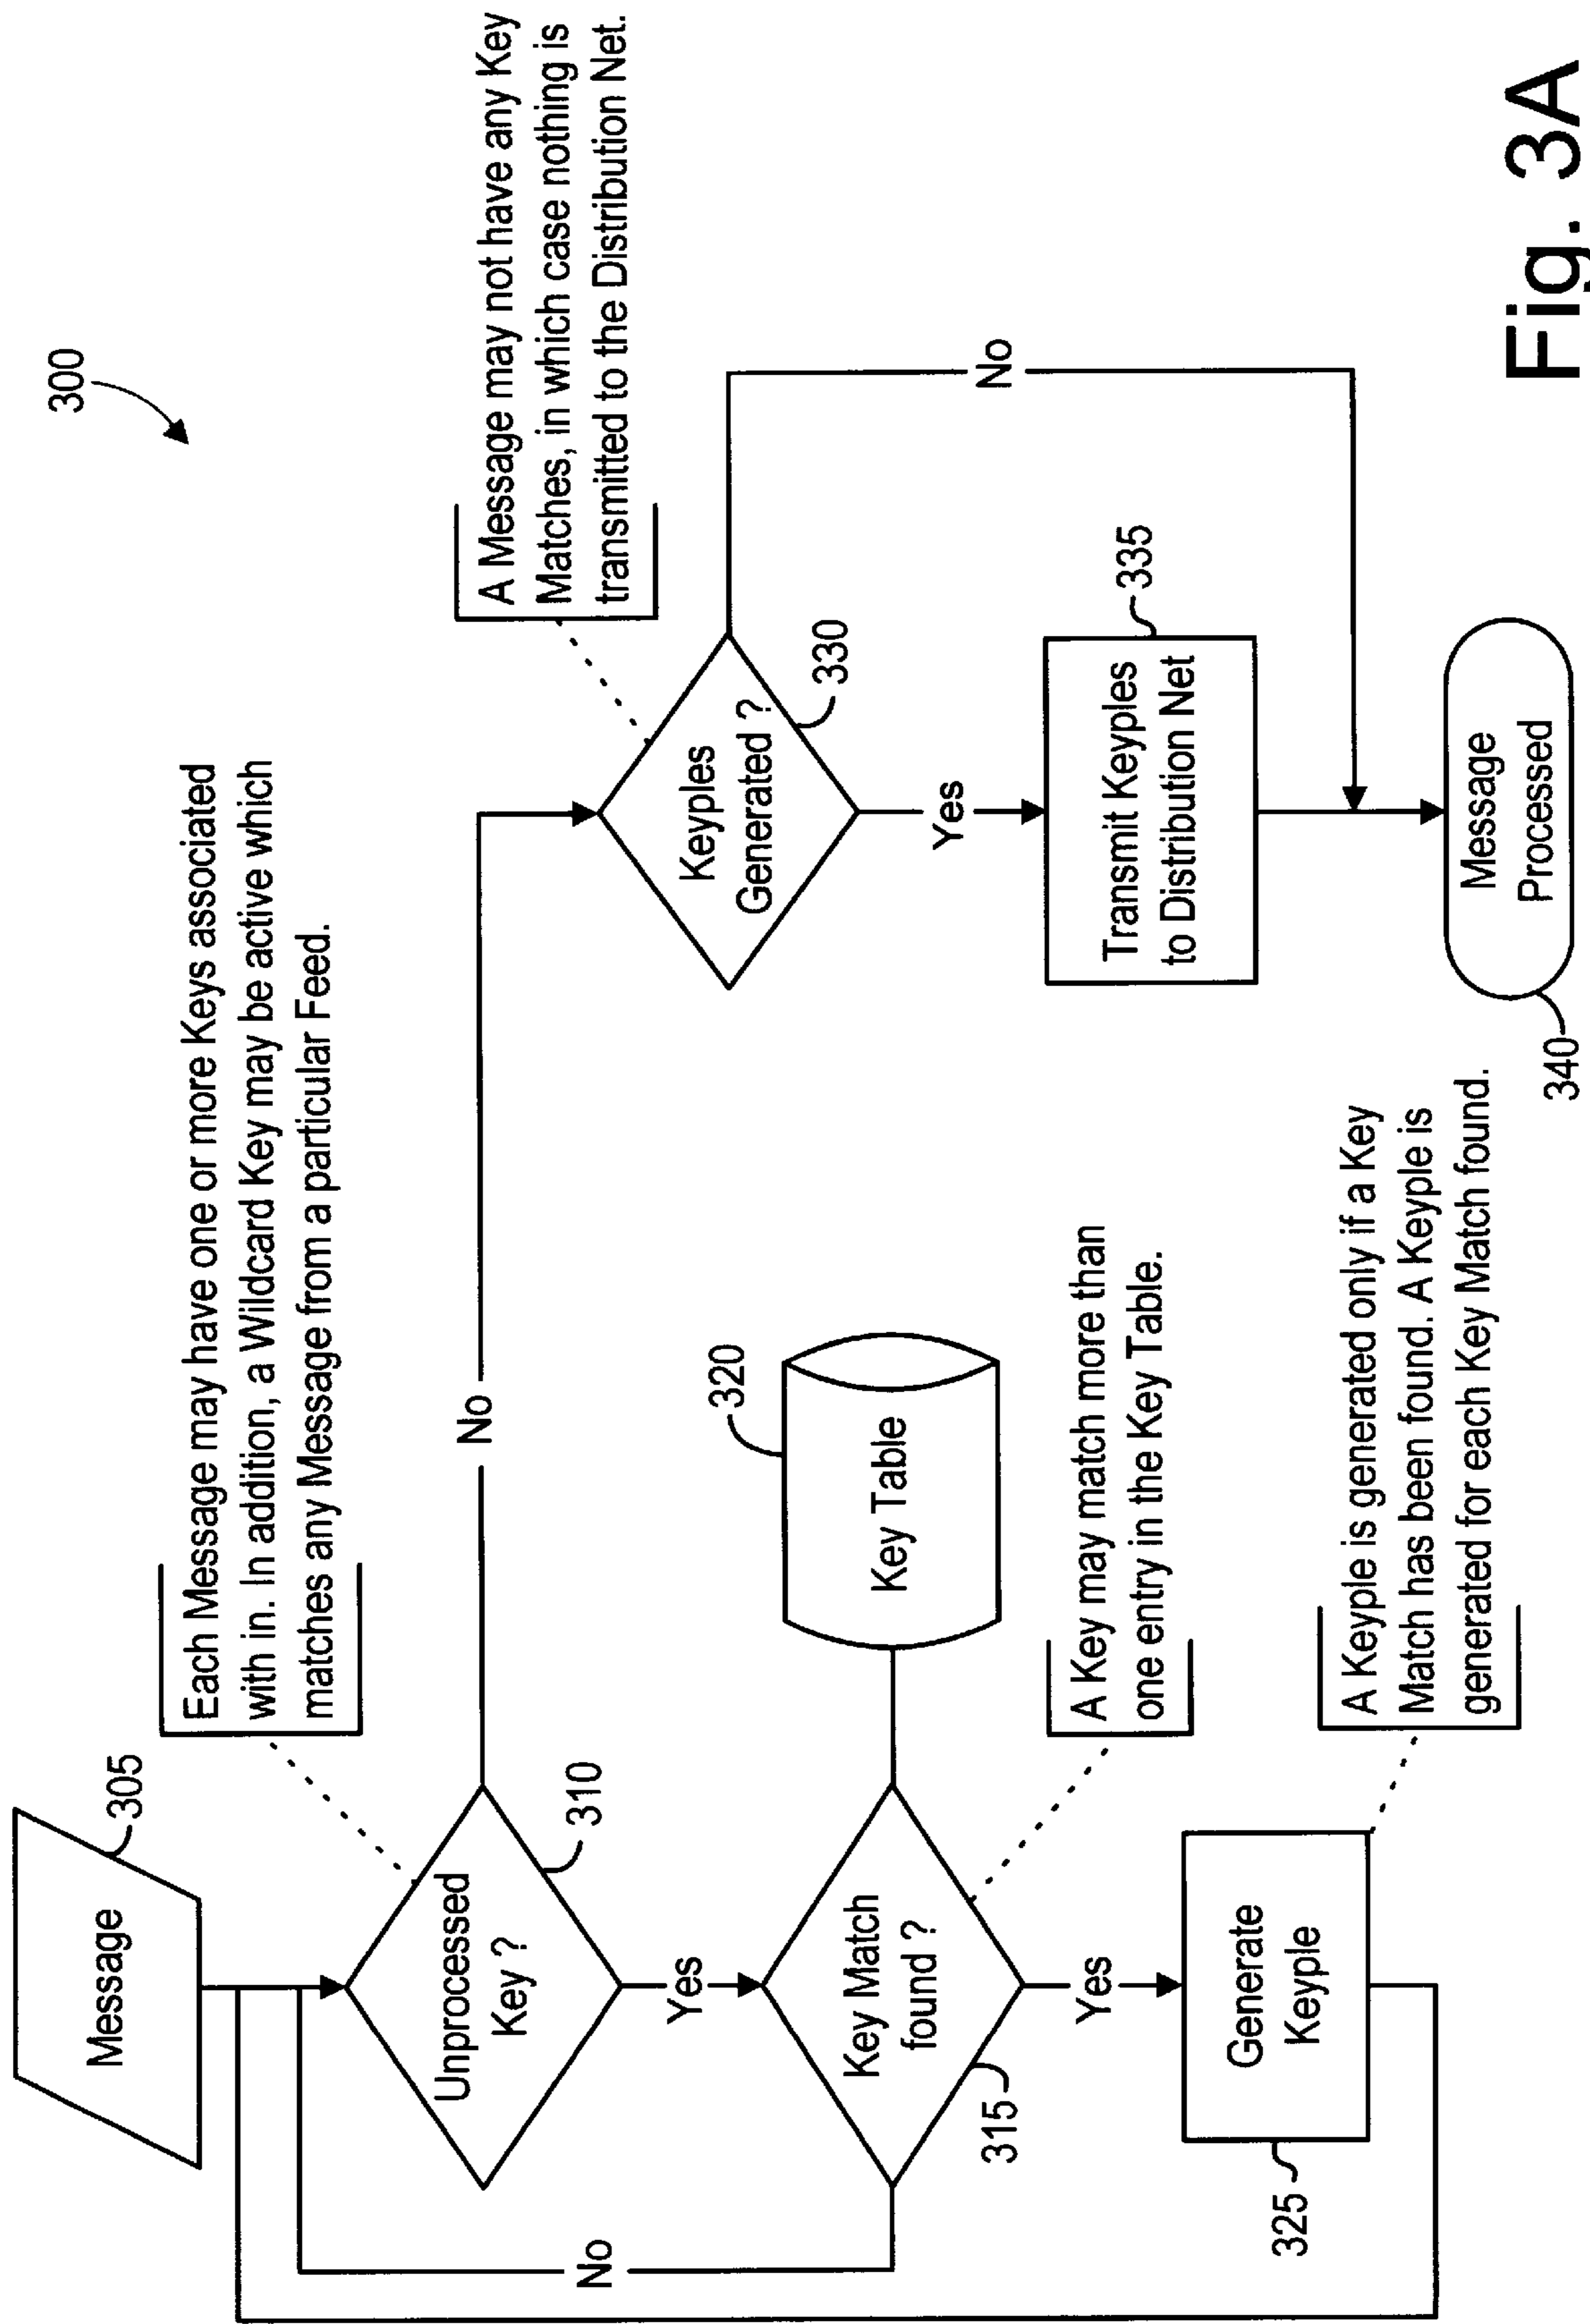 300
Message
305
Each Message may have one or more Keys associated
with in. In addition, a Wildcard Key may be active which
matches any Message from a particular Feed.
Unprocessed
Key ?
310
No
Yes
Key Match
found ?
315
No
Key Table
320
A Key may match more than
one entry in the Key Table.
Yes
Generate
Keyple
325
A Keyple is generated only if a Key
Match has been found. A Keyple is
generated for each Key Match found.
A Message may not have any Key
Matches, in which case nothing is
transmitted to the Distribution Net.
Keyples
Generated ?
330
No
Yes
Transmit Keyples
to Distribution Net
335
Message
Processed
340
Fig. 3A